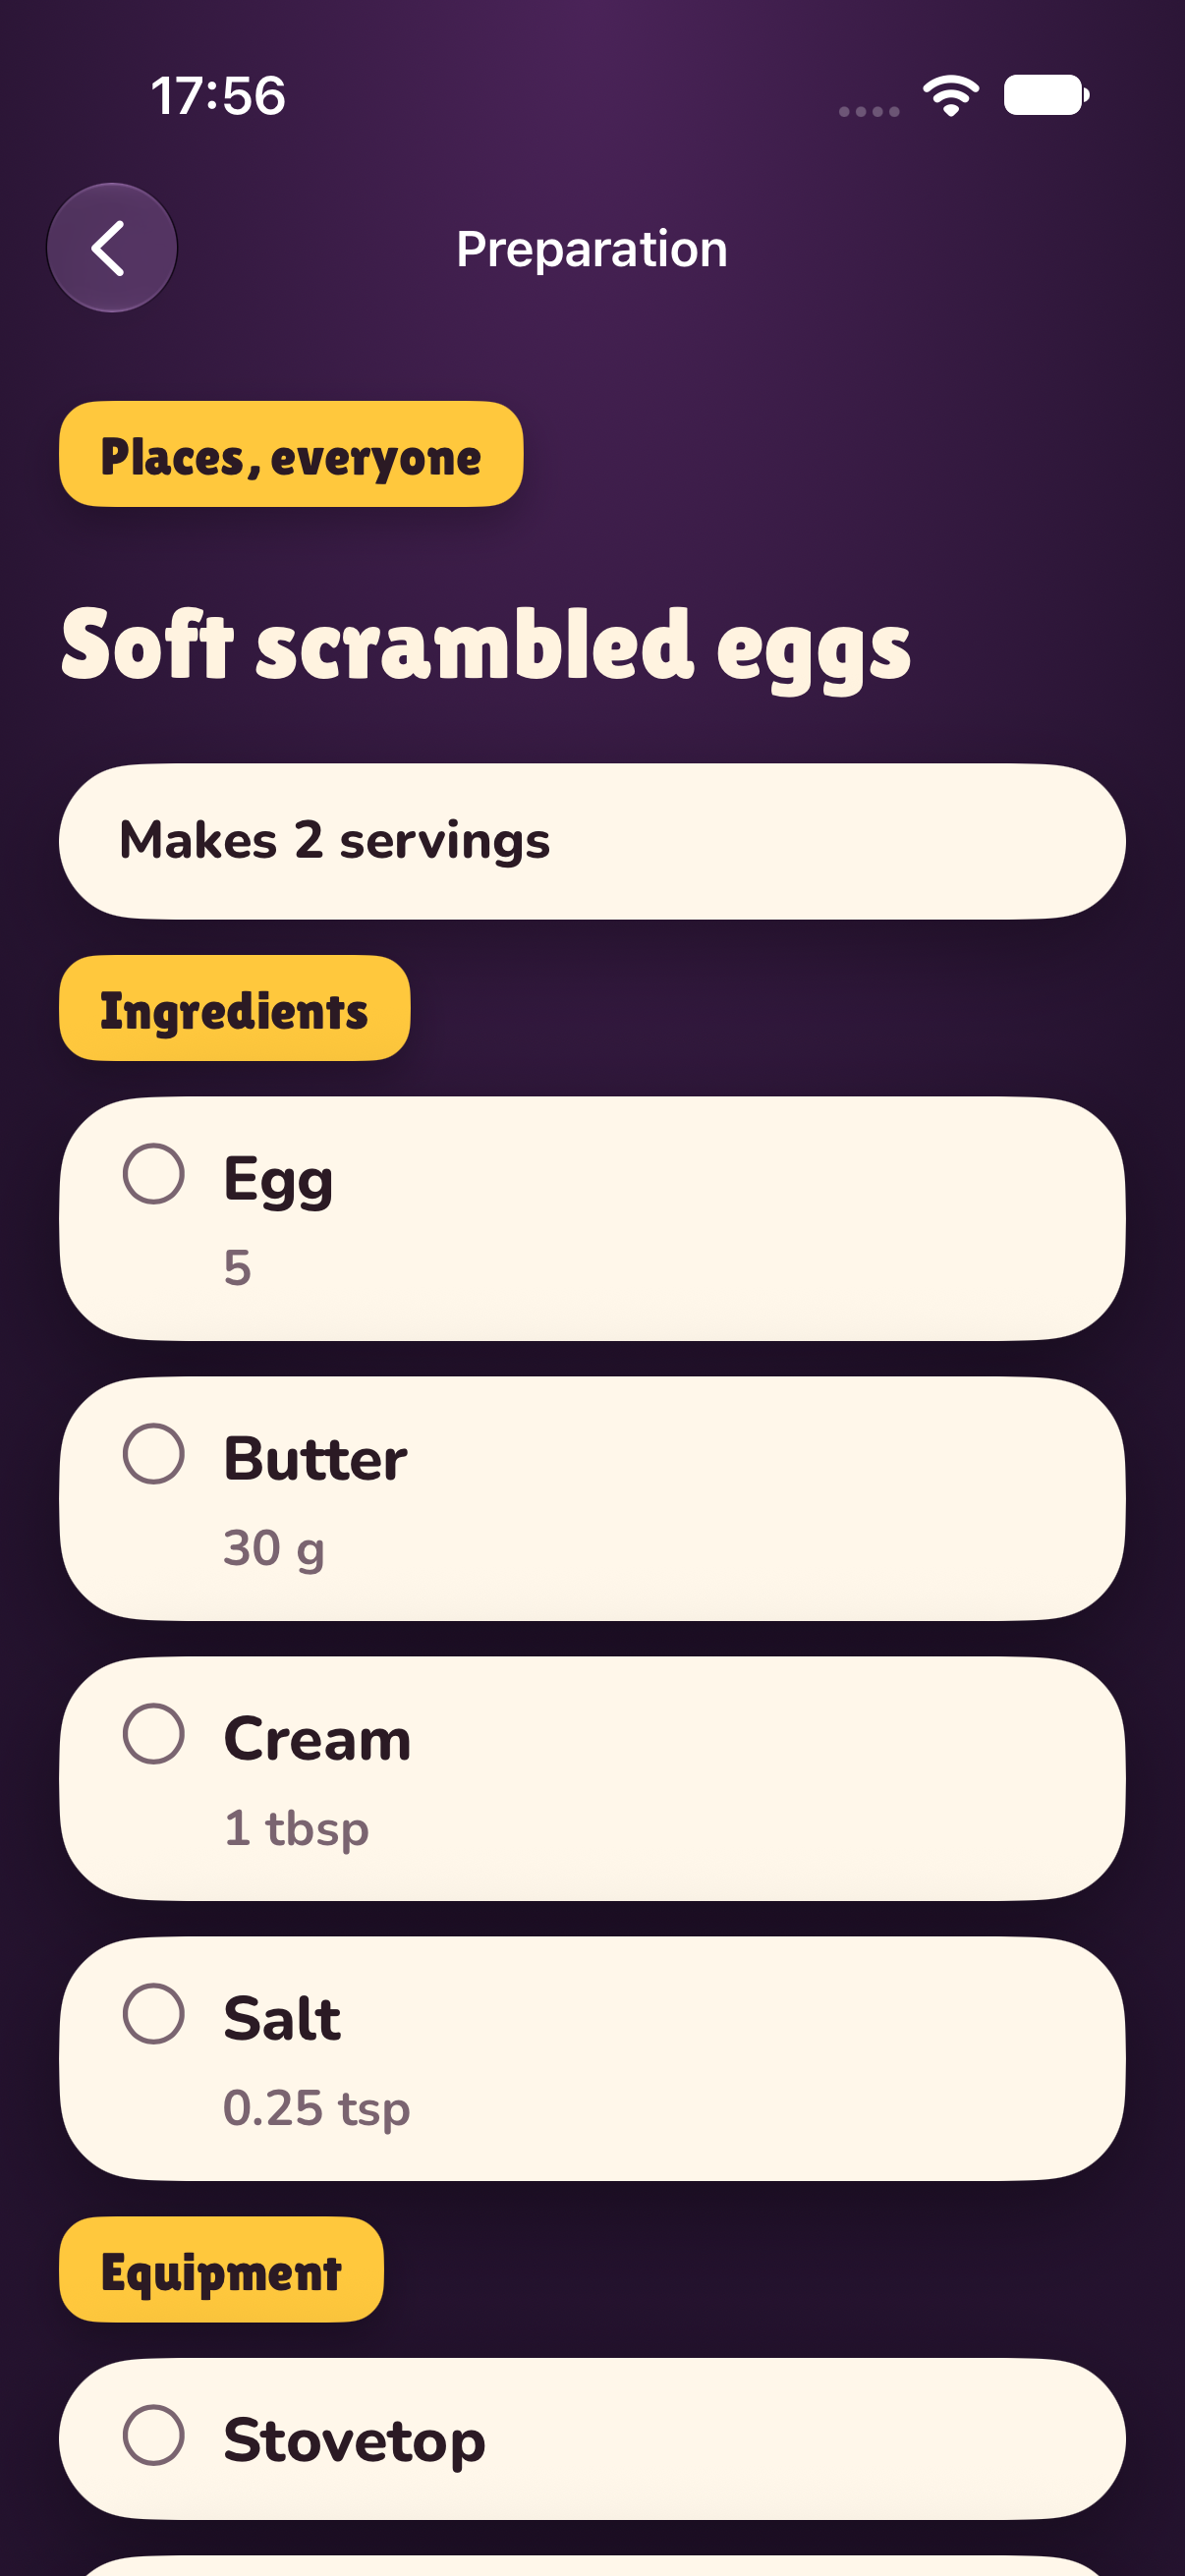 17:56
Preparation
Places, everyone
Soft scrambled eggs
Makes 2 servings
Ingredients
Egg
5
Butter
30 g
Cream
1 tbsp
Salt
0.25 tsp
Equipment
Stovetop